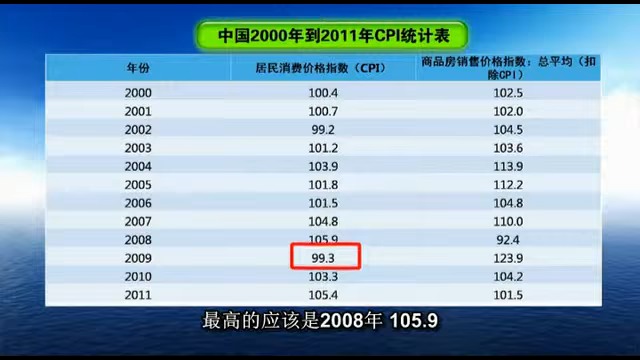 中国2000年到2011年CPI统计表
年份 居民消费价格指数（CPI） 商品房销售价格指数：总平均（扣
除CPI）
2000 100.4 102.5
2001 100.7 102.0
2002 99.2 104.5
2003 101.2 103.6
2004 103.9 113.9
2005 101.8 112.2
2006 101.5 104.8
2007 104.8 110.0
2008 105.9 92.4
2009 99.3 123.9
2010 103.3 104.2
2011 105.4 101.5
最高的应该是2008年 105.9